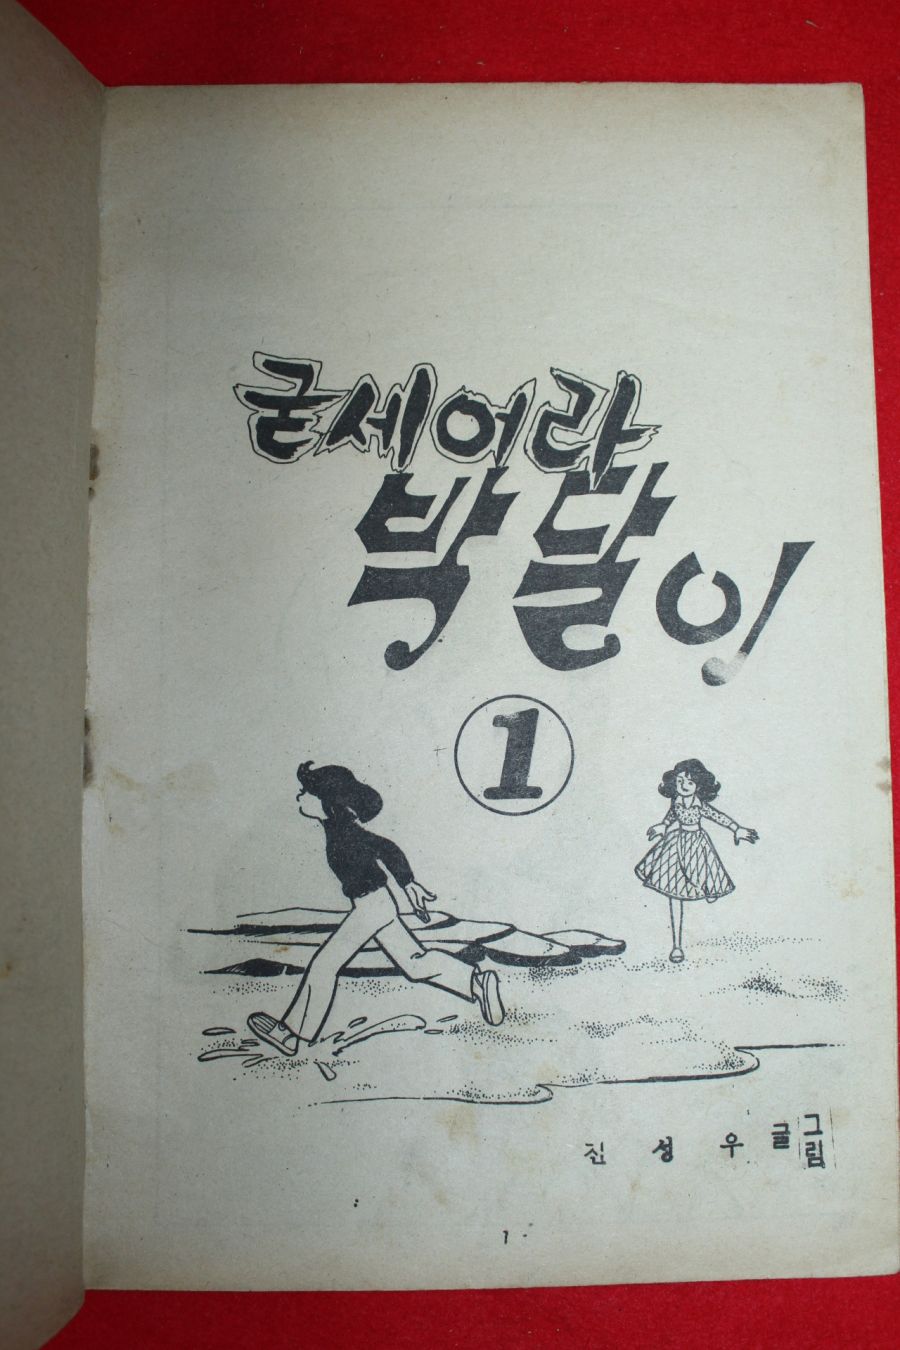 굳세어라
박달이
1
진 성 우 글 그림
1